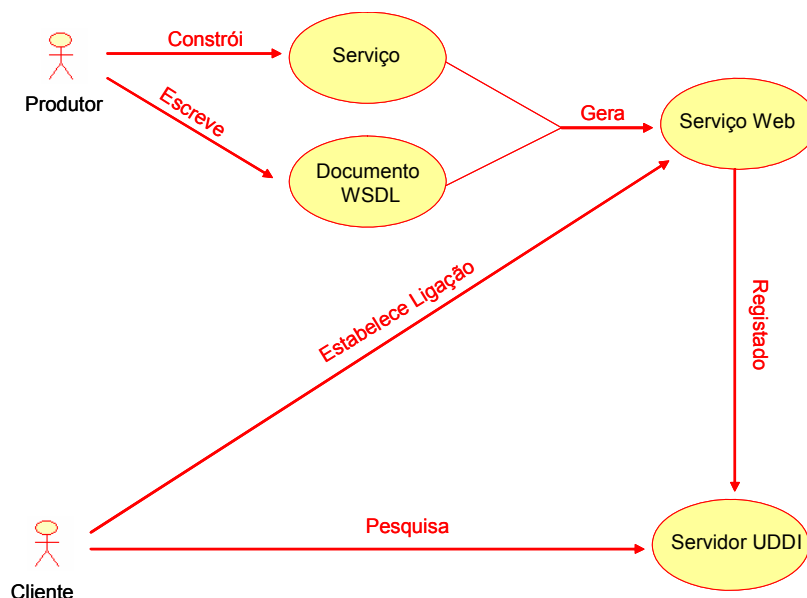 Constrói
Serviço
Produtor
Escreve
Gera
Serviço Web
Documento
WSDL
Estabelece Ligação
Registado
Pesquisa
Servidor UDDI
Cliente